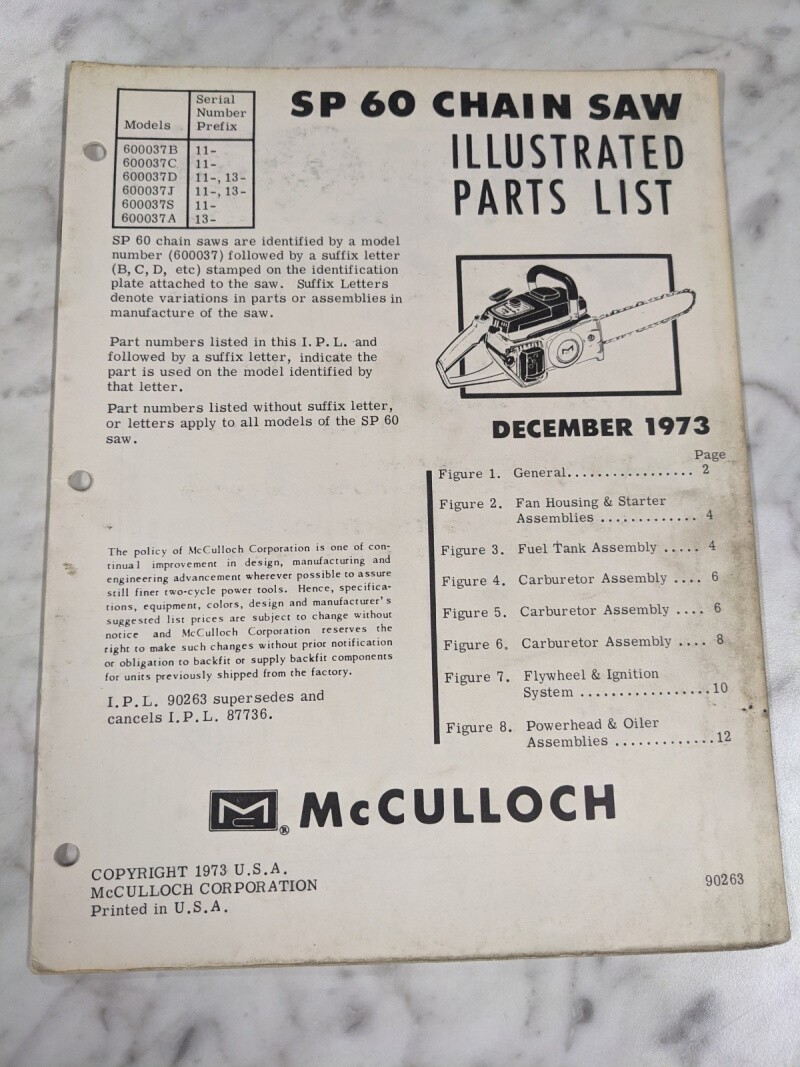 SP 60 CHAIN SAW
ILLUSTRATED
PARTS LIST
Models Serial Number Prefix
600037B 11-
600037C 11-
600037D 11-, 13-
600037J 11-, 13-
600037S 11-
600037A 13-
SP 60 chain saws are identified by a model
number (600037) followed by a suffix letter
(B, C, D, etc) stamped on the identification
plate attached to the saw. Suffix Letters
denote variations in parts or assemblies in
manufacture of the saw.
Part numbers listed in this I. P. L. and
followed by a suffix letter, indicate the
part is used on the model identified by
that letter.
Part numbers listed without suffix letter,
or letters apply to all models of the SP 60
saw.
The policy of McCulloch Corporation is one of con-
tinual improvement in design, manufacturing and
engineering advancement wherever possible to assure
still finer two-cycle power tools. Hence, specifica-
tions, equipment, colors, design and manufacturer's
suggested list prices are subject to change without
notice and McCulloch Corporation reserves the
right to make such changes without prior notification
or obligation to backfit or supply backfit components
for units previously shipped from the factory.
I. P. L. 90263 supersedes and
cancels I. P. L. 87736.
DECEMBER 1973
Page
Figure 1. General................. 2
Figure 2. Fan Housing & Starter
Assemblies ............. 4
Figure 3. Fuel Tank Assembly ..... 4
Figure 4. Carburetor Assembly .... 6
Figure 5. Carburetor Assembly .... 6
Figure 6. Carburetor Assembly .... 8
Figure 7. Flywheel & Ignition
System .................10
Figure 8. Powerhead & Oiler
Assemblies .............12
® McCULLOCH
COPYRIGHT 1973 U.S.A.
McCULLOCH CORPORATION
Printed in U.S.A.
90263